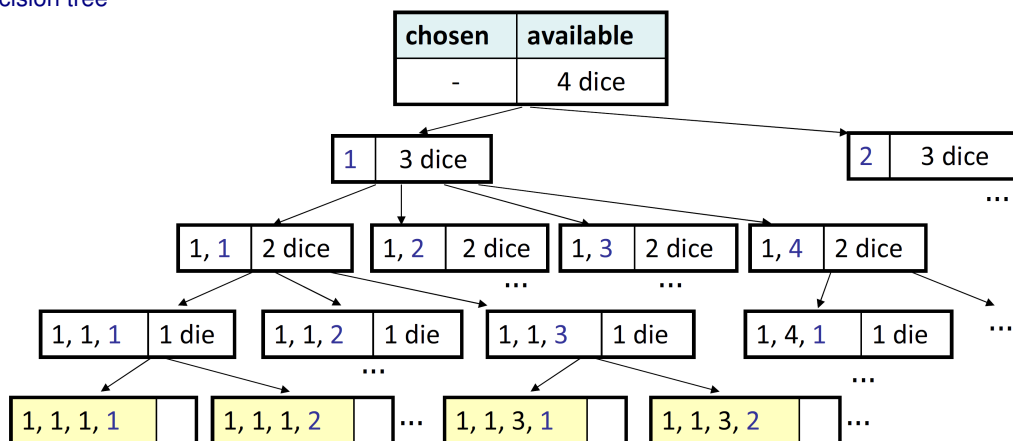 cision tree
chosen available
- 4 dice
1 3 dice
2 3 dice
...
1, 1 2 dice
1, 2 2 dice
1, 3 2 dice
1, 4 2 dice
...
...
1, 1, 1 1 die
1, 1, 2 1 die
1, 1, 3 1 die
1, 4, 1 1 die
...
...
...
1, 1, 1, 1
1, 1, 1, 2
...
1, 1, 3, 1
1, 1, 3, 2
...